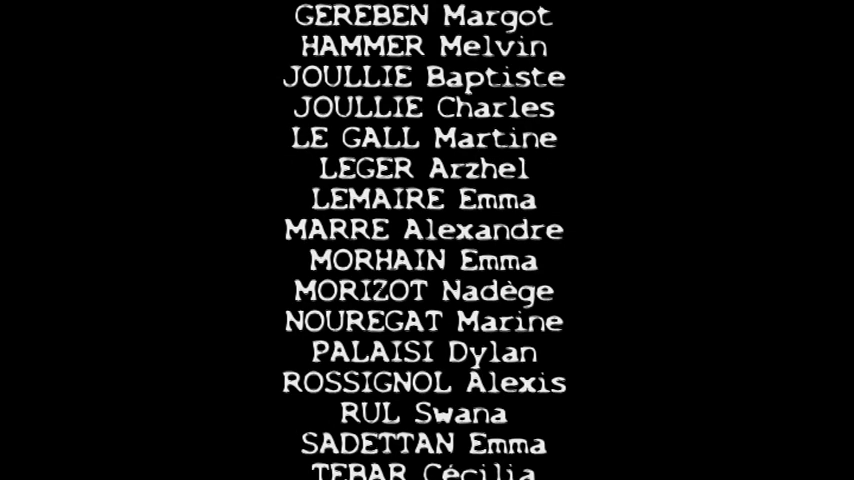 GEREBEN Margot
HAMMER Melvin
JOULLIE Baptiste
JOULLIE Charles
LE GALL Martine
LEGER Arzhel
LEMAIRE Emma
MARRE Alexandre
MORHAIN Emma
MORIZOT Nadège
NOUREGAT Marine
PALAISI Dylan
ROSSIGNOL Alexis
RUL Swana
SADETTAN Emma
TEBAR Cécilia